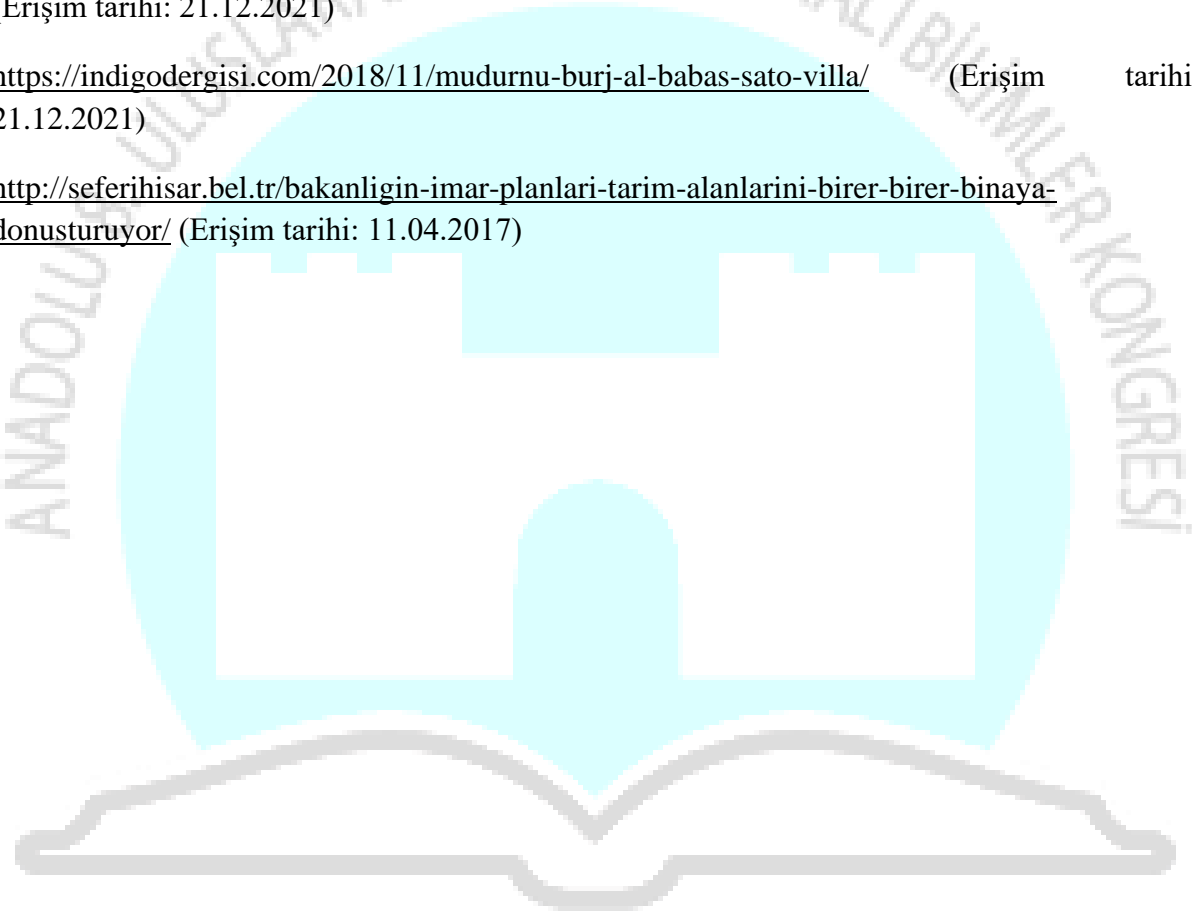 (Erişim tarihi: 21.12.2021)
https://indigodergisi.com/2018/11/mudurnu-burj-al-babas-sato-villa/ (Erişim tarihi
21.12.2021)
http://seferihisar.bel.tr/bakanligin-imar-planlari-tarim-alanlarini-birer-birer-binaya-
donusturuyor/ (Erişim tarihi: 11.04.2017)
ANADOLU
KONGRESİ